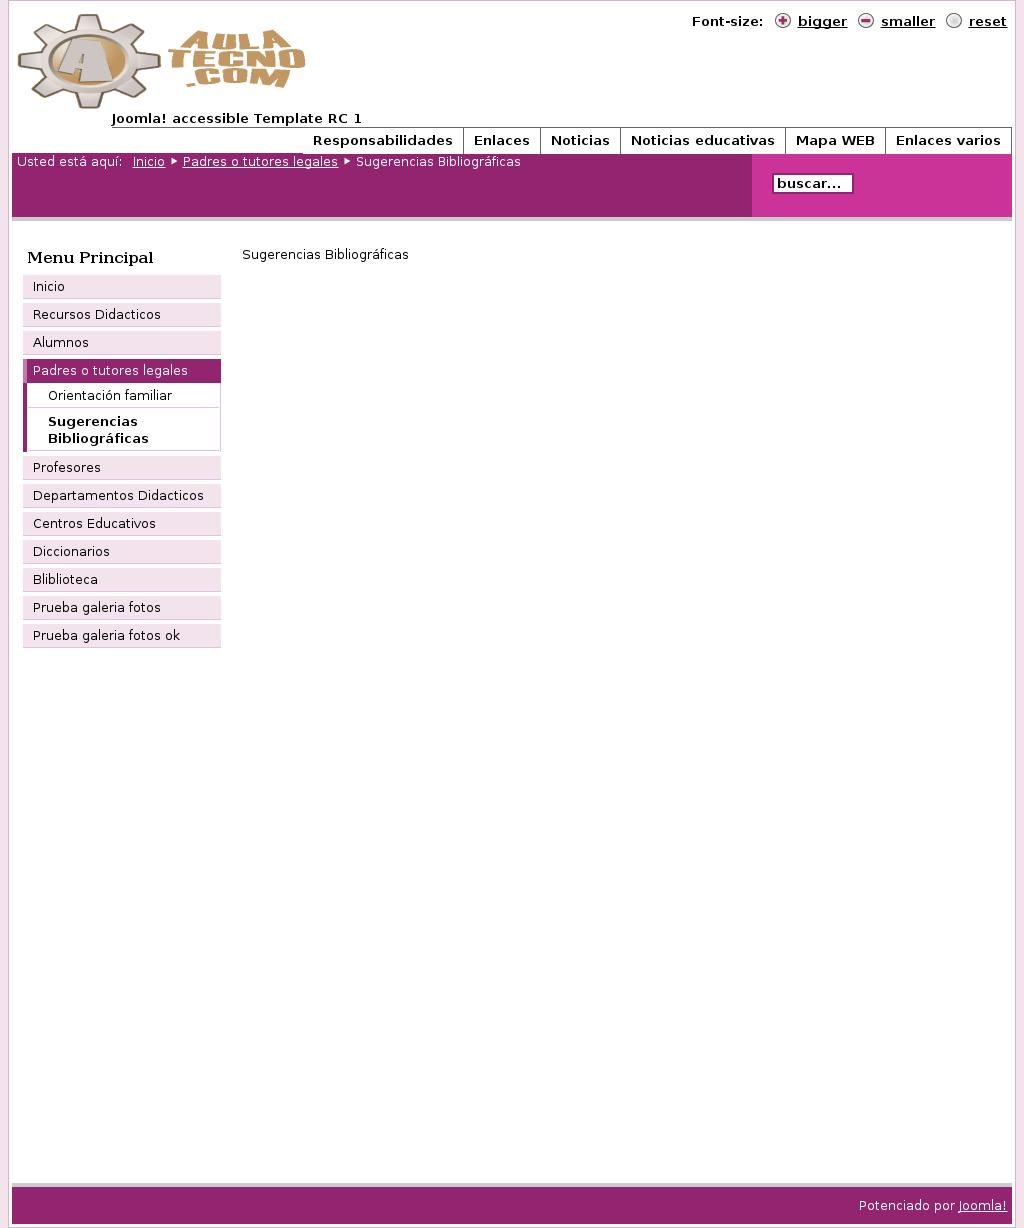 A
AULA
TECNO
.COM
Font-size: bigger smaller reset
Joomla! accessible Template RC 1
Responsabilidades Enlaces Noticias Noticias educativas Mapa WEB Enlaces varios
Usted está aquí: Inicio Padres o tutores legales Sugerencias Bibliográficas
buscar...
Menu Principal
Inicio
Recursos Didacticos
Alumnos
Padres o tutores legales
Orientación familiar
Sugerencias
Bibliográficas
Profesores
Departamentos Didacticos
Centros Educativos
Diccionarios
Bliblioteca
Prueba galeria fotos
Prueba galeria fotos ok
Sugerencias Bibliográficas
Potenciado por Joomla!